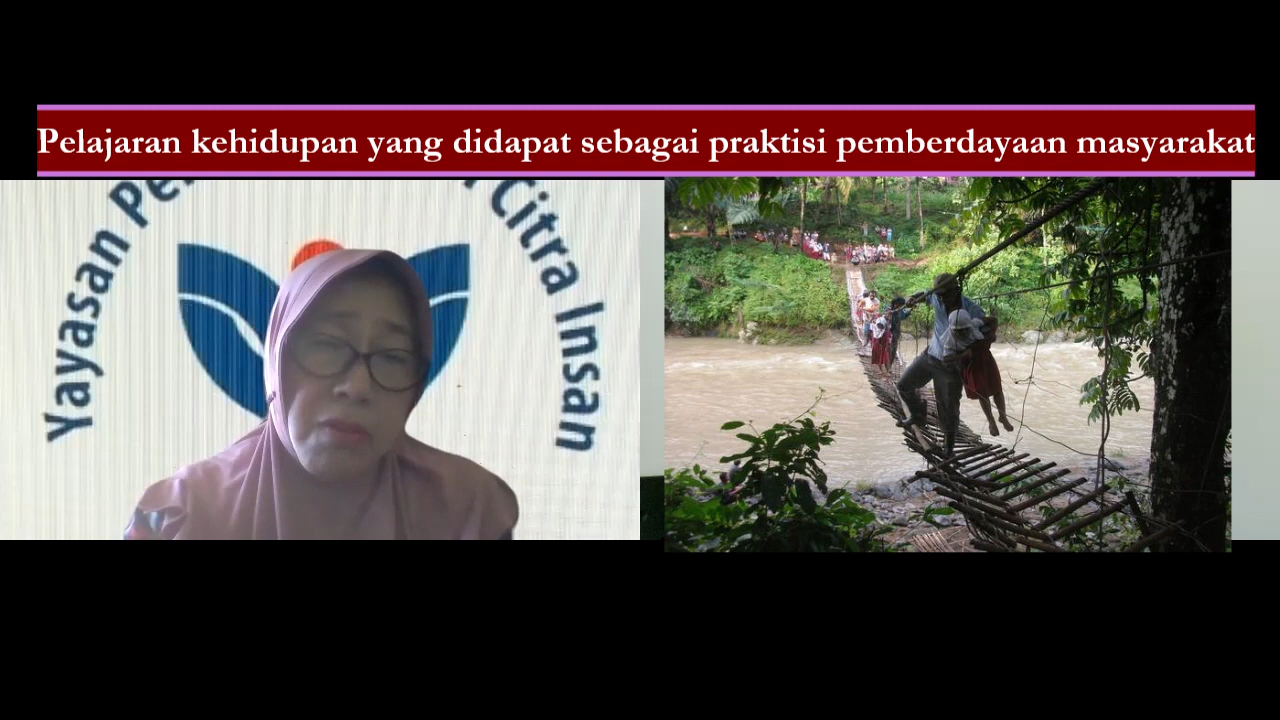 Pelajaran kehidupan yang didapat sebagai praktisi pemberdayaan masyarakat
Yayasan Citra Insan